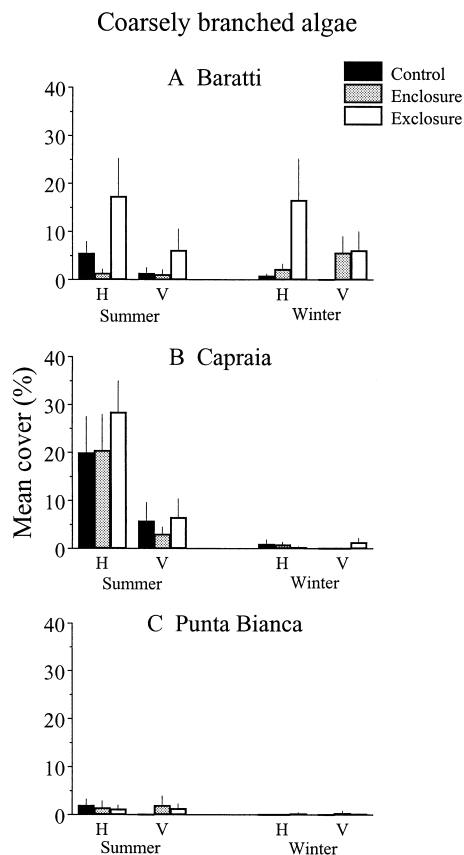 Coarsely branched algae
A Baratti
Control
Enclosure
Exclosure
40
30
20
10
0
H V H V
Summer Winter
B Capraia
Mean cover (%)
40
30
20
10
0
H V H V
Summer Winter
C Punta Bianca
40
30
20
10
0
H V H V
Summer Winter